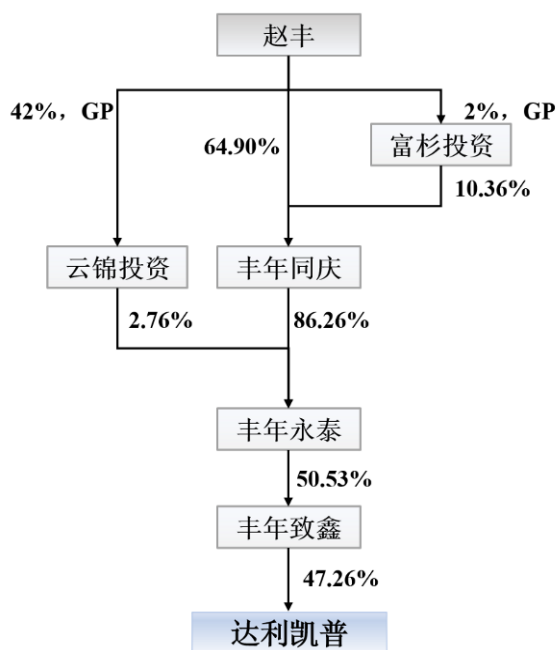 赵丰
42%，GP
2%，GP
64.90%
富杉投资
10.36%
云锦投资
丰年同庆
2.76%
86.26%
丰年永泰
50.53%
丰年致鑫
47.26%
达利凯普